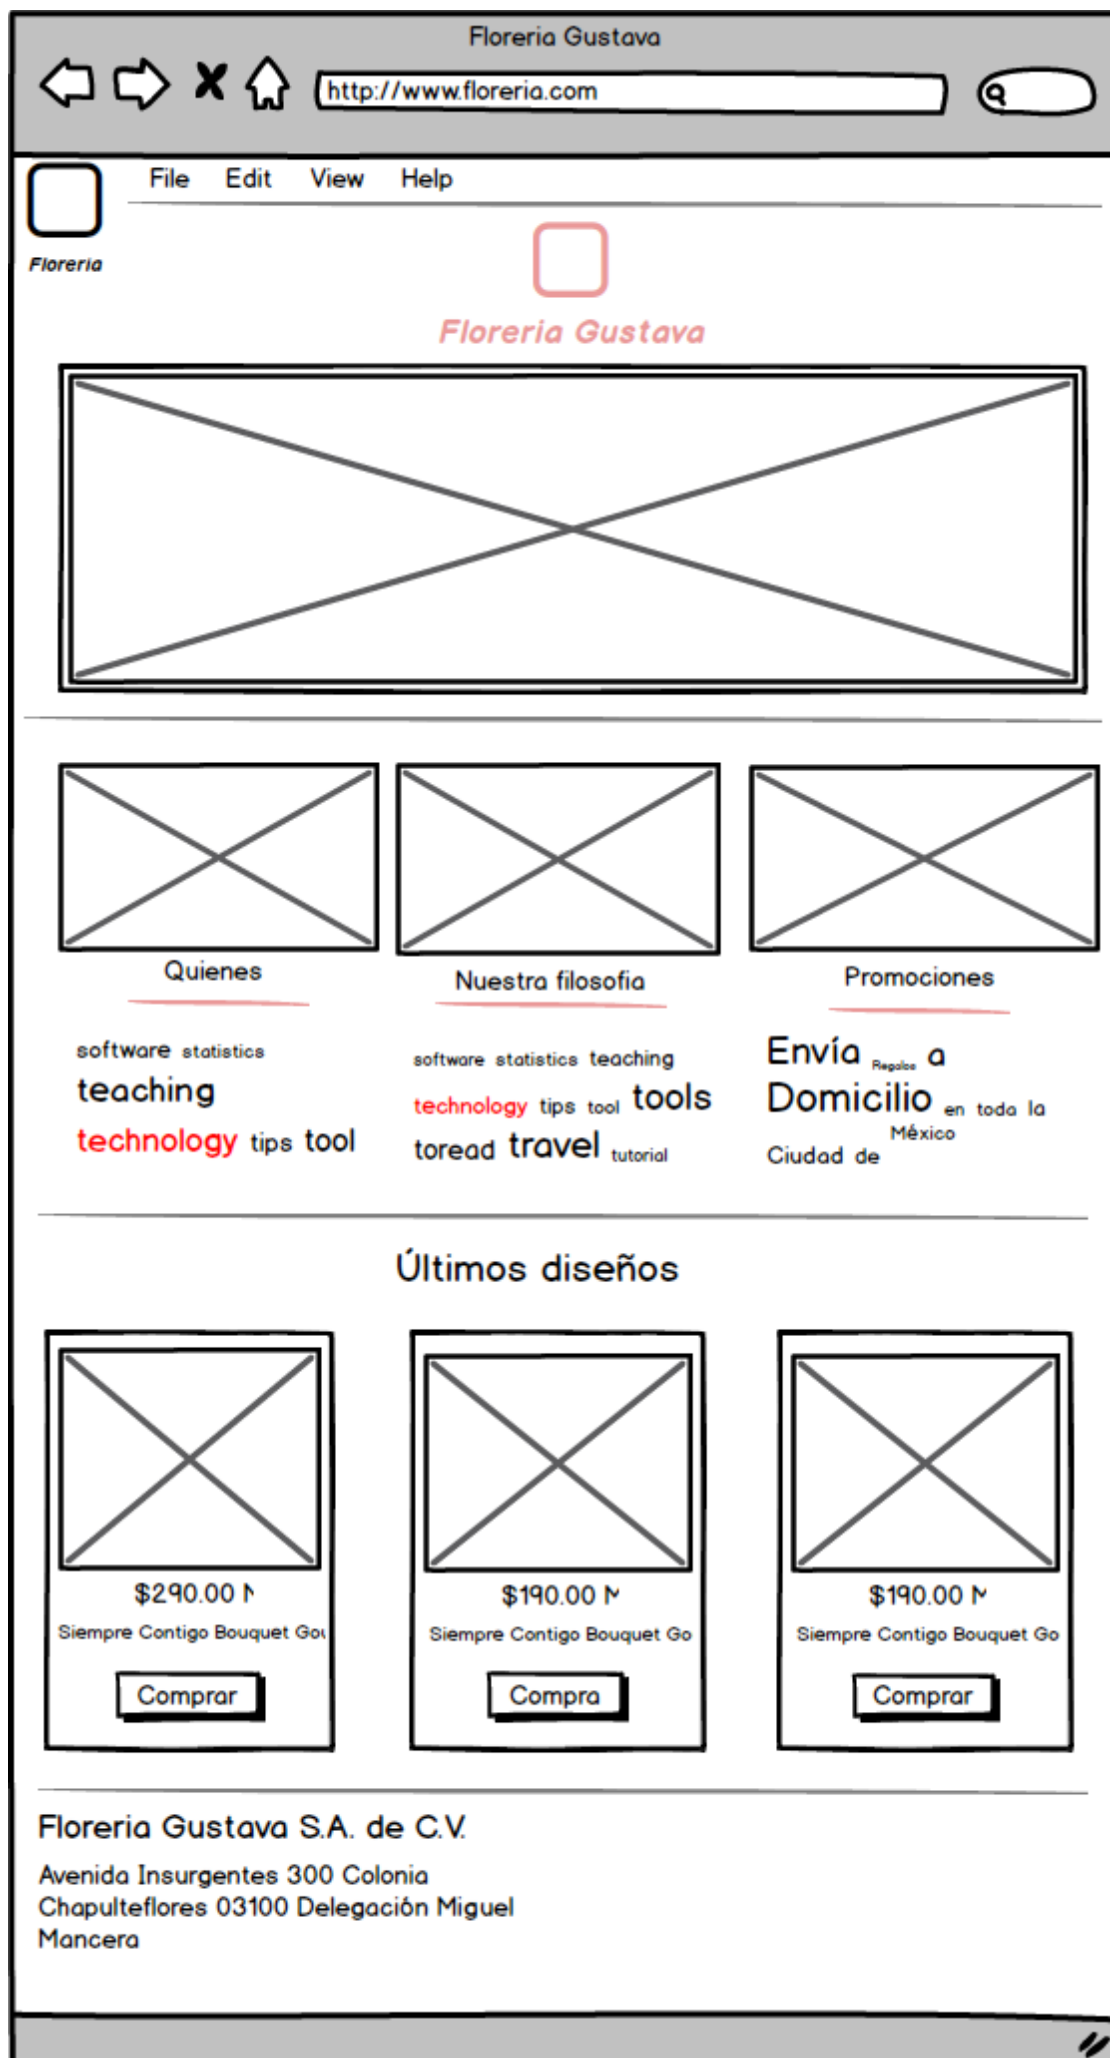 Floreria Gustava
http://www.floreria.com
File Edit View Help
Floreria
Floreria Gustava
Quienes
software statistics
teaching
technology tips tool
Nuestra filosofia
software statistics teaching
technology tips tool tools
toread travel tutorial
Promociones
Envía Regalos a
Domicilio en toda la
Ciudad de México
Últimos diseños
$290.00
Siempre Contigo Bouquet
Comprar
$190.00
Siempre Contigo Bouquet Go
Compra
$190.00
Siempre Contigo Bouquet Go
Comprar
Floreria Gustava S.A. de C.V.
Avenida Insurgentes 300 Colonia
Chapulteflores 03100 Delegación Miguel
Mancera